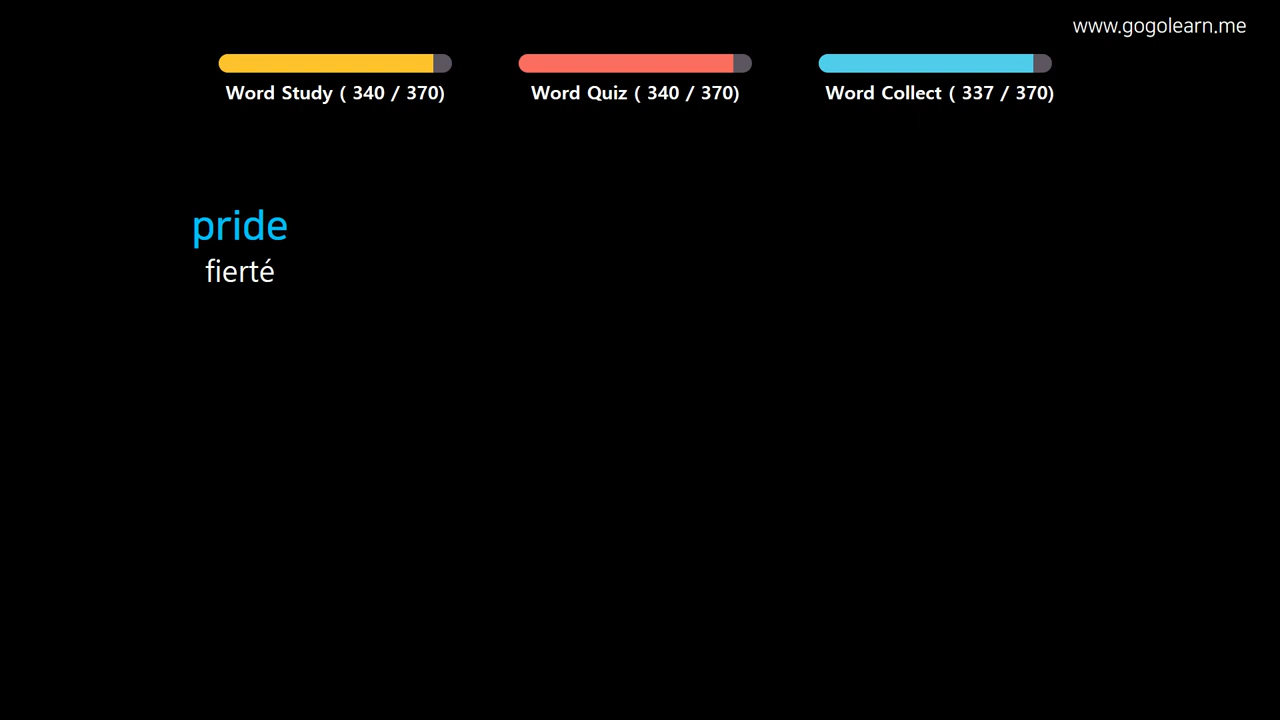 www.gogolearn.me
Word Study ( 340 / 370)
Word Quiz ( 340 / 370)
Word Collect ( 337 / 370)
pride
fierté